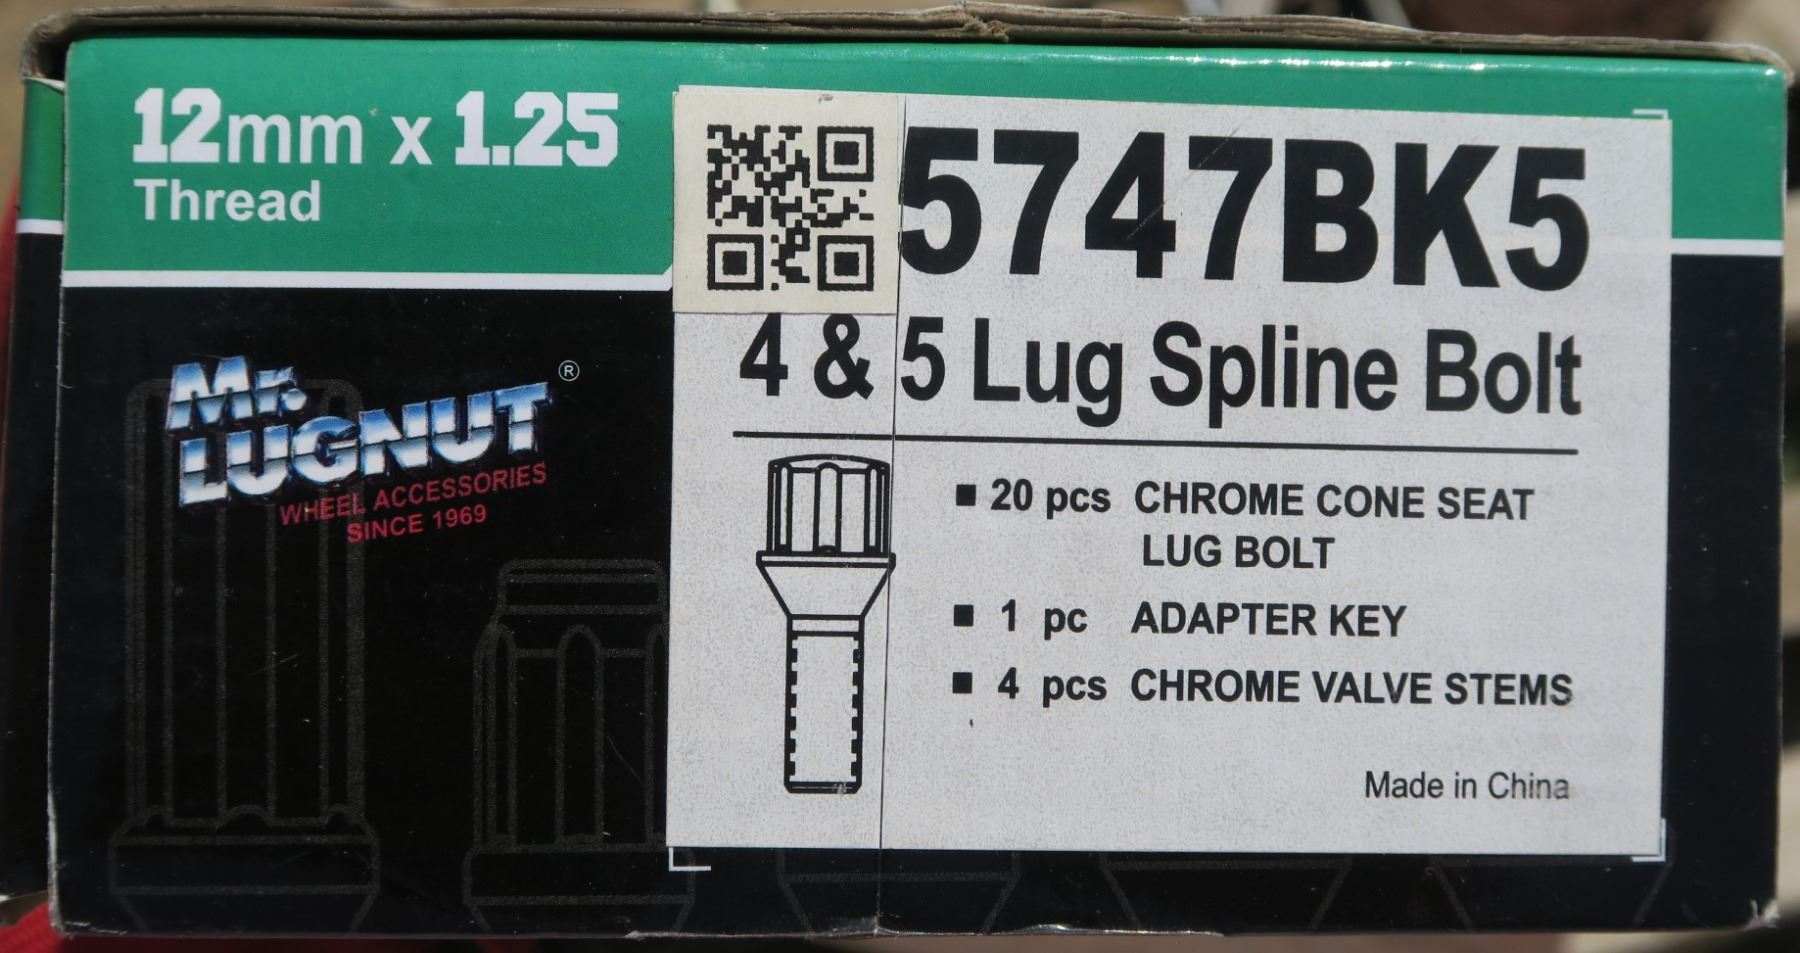 12mm x 1.25
Thread
Mr.
LUGNUT ®
WHEEL ACCESSORIES
SINCE 1969
5747BK5
4 & 5 Lug Spline Bolt
■ 20 pcs CHROME CONE SEAT
LUG BOLT
■ 1 pc ADAPTER KEY
■ 4 pcs CHROME VALVE STEMS
Made in China